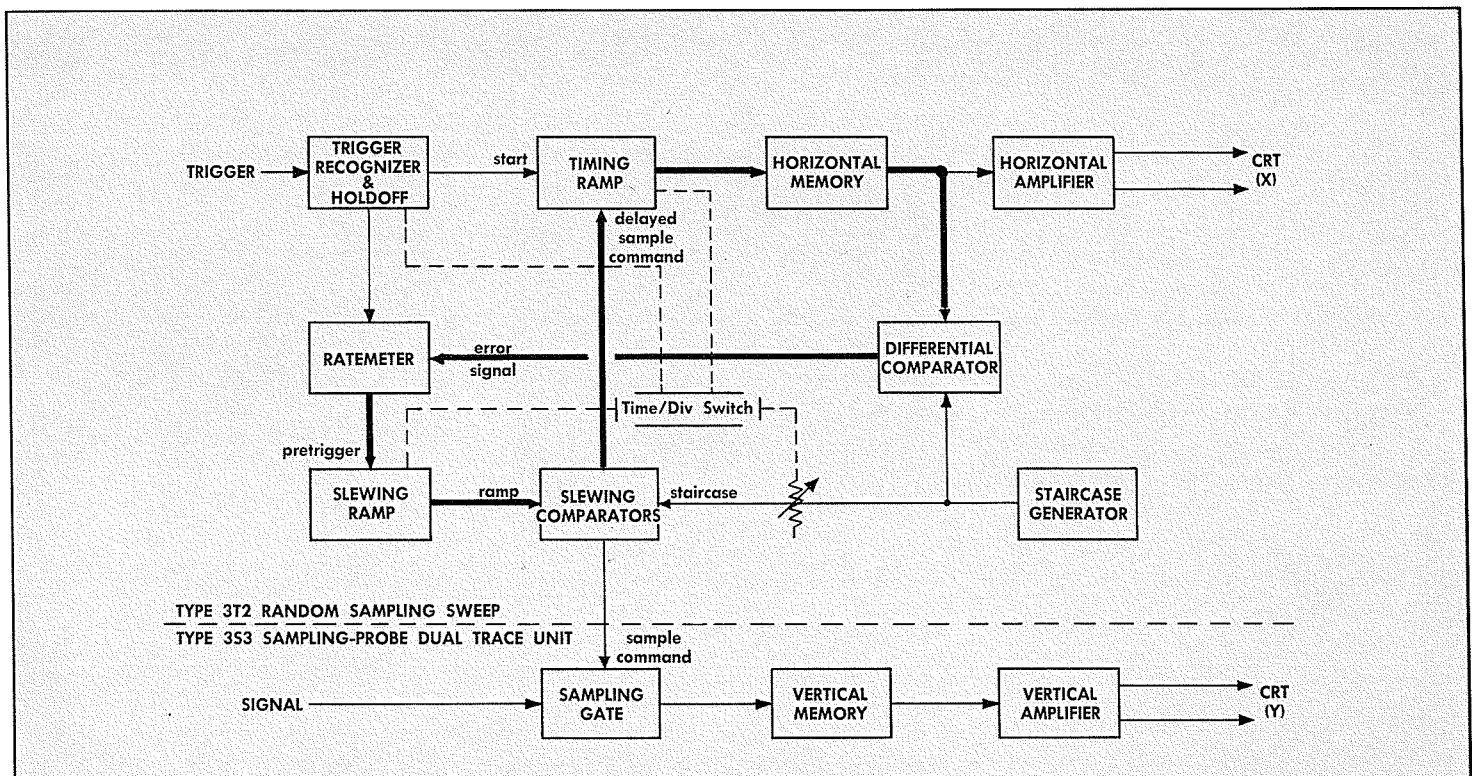 TRIGGER
TRIGGER
RECOGNIZER
&
HOLDOFF
start
TIMING
RAMP
HORIZONTAL
MEMORY
HORIZONTAL
AMPLIFIER
CRT
(X)
delayed
sample
command
RATEMETER
error
signal
DIFFERENTIAL
COMPARATOR
Time/Div Switch
pretrigger
SLEWING
RAMP
ramp
SLEWING
COMPARATORS
staircase
STAIRCASE
GENERATOR
TYPE 3T2 RANDOM SAMPLING SWEEP
TYPE 3S3 SAMPLING-PROBE DUAL TRACE UNIT
sample
command
SIGNAL
SAMPLING
GATE
VERTICAL
MEMORY
VERTICAL
AMPLIFIER
CRT
(Y)